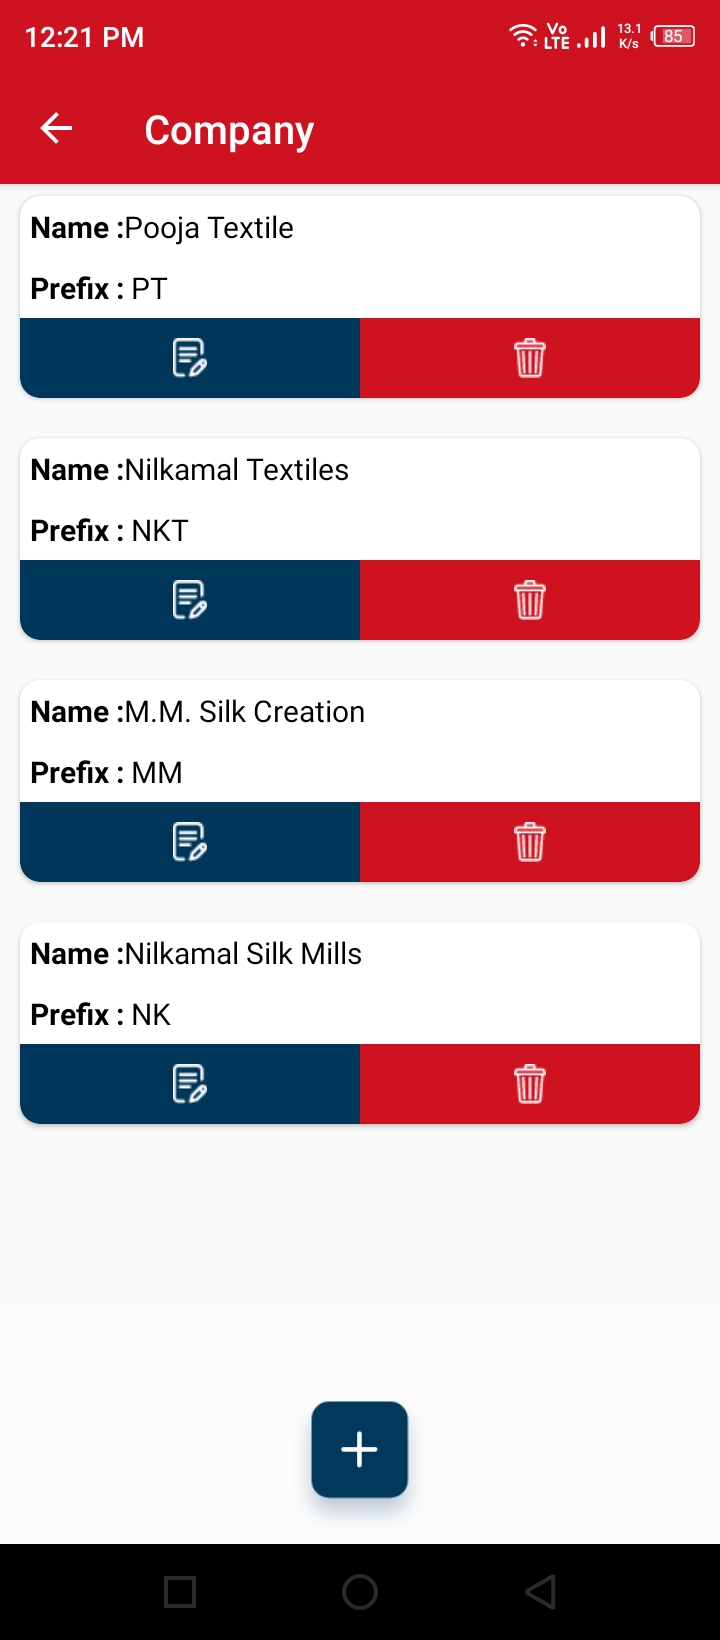 12:21 PM
Vo
LTE
13.1
K/s
85
Company
Name :Pooja Textile
Prefix : PT
Name :Nilkamal Textiles
Prefix : NKT
Name :M.M. Silk Creation
Prefix : MM
Name :Nilkamal Silk Mills
Prefix : NK